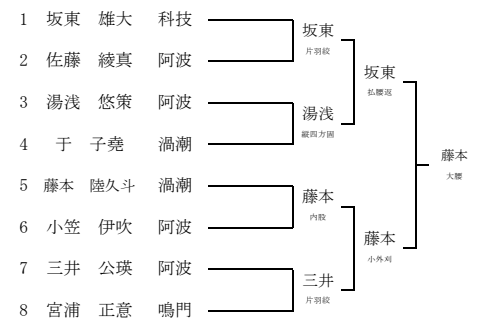 1 坂東 雄大 科技
2 佐藤 綾真 阿波
3 湯浅 悠策 阿波
4 于 子堯 渦潮
5 藤本 陸久斗 渦潮
6 小笠 伊吹 阿波
7 三井 公瑛 阿波
8 宮浦 正意 鳴門
坂東
片羽絞
湯浅
縦四方固
藤本
内股
三井
片羽絞
坂東
払腰返
藤本
小外刈
藤本
大腰